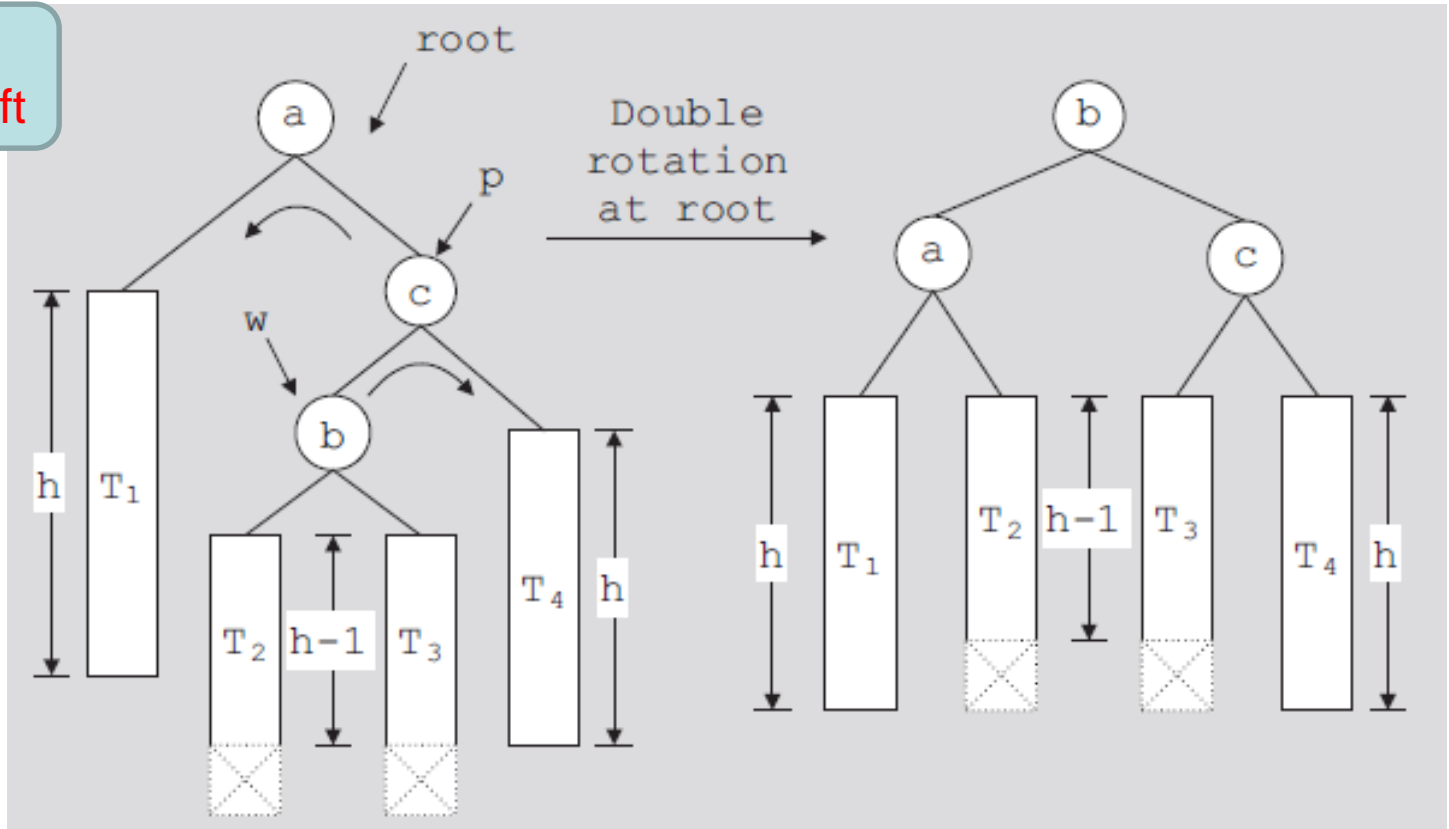 ft
root
a
p
c
w
b
h
T₁
T₂
h-1
T₃
T₄
h
Double
rotation
at root
b
a
c
h
T₁
T₂
h-1
T₃
T₄
h